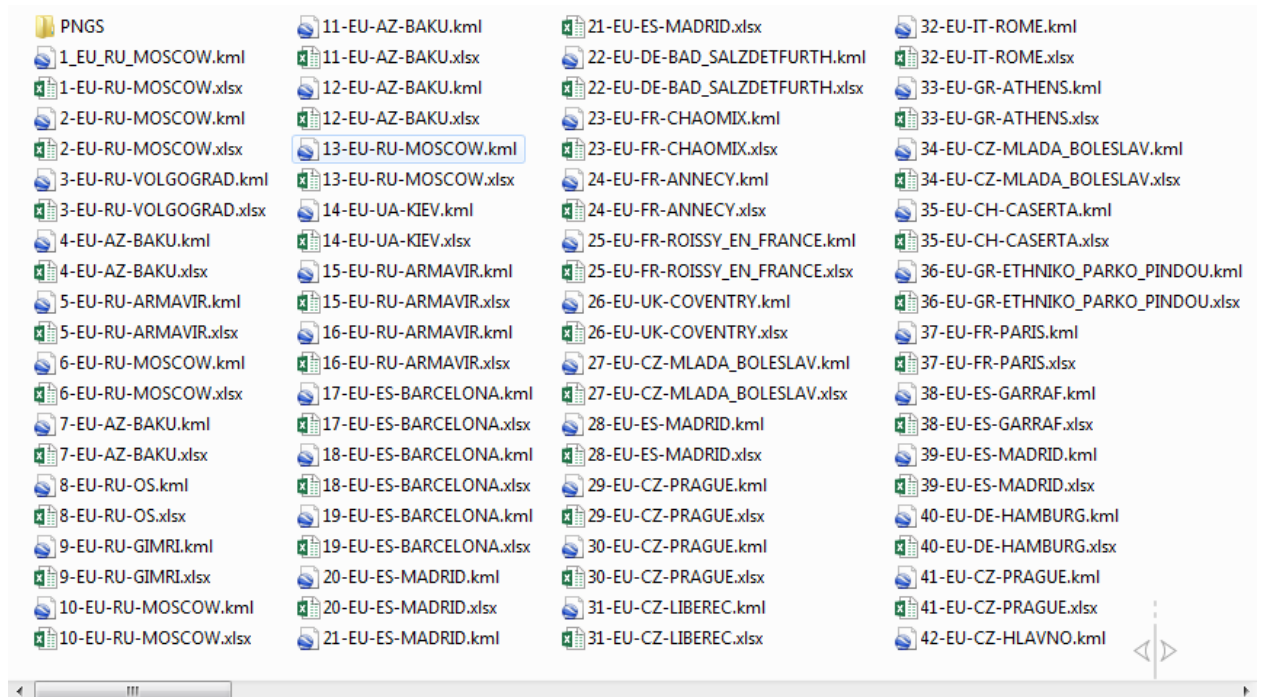 PNGS
1_EU_RU_MOSCOW.kml
1-EU-RU-MOSCOW.xlsx
2-EU-RU-MOSCOW.kml
2-EU-RU-MOSCOW.xlsx
3-EU-RU-VOLGOGRAD.kml
3-EU-RU-VOLGOGRAD.xlsx
4-EU-AZ-BAKU.kml
4-EU-AZ-BAKU.xlsx
5-EU-RU-ARMAVIR.kml
5-EU-RU-ARMAVIR.xlsx
6-EU-RU-MOSCOW.kml
6-EU-RU-MOSCOW.xlsx
7-EU-AZ-BAKU.kml
7-EU-AZ-BAKU.xlsx
8-EU-RU-OS.kml
8-EU-RU-OS.xlsx
9-EU-RU-GIMRI.kml
9-EU-RU-GIMRI.xlsx
10-EU-RU-MOSCOW.kml
10-EU-RU-MOSCOW.xlsx
11-EU-AZ-BAKU.kml
11-EU-AZ-BAKU.xlsx
12-EU-AZ-BAKU.kml
12-EU-AZ-BAKU.xlsx
13-EU-RU-MOSCOW.kml
13-EU-RU-MOSCOW.xlsx
14-EU-UA-KIEV.kml
14-EU-UA-KIEV.xlsx
15-EU-RU-ARMAVIR.kml
15-EU-RU-ARMAVIR.xlsx
16-EU-RU-ARMAVIR.kml
16-EU-RU-ARMAVIR.xlsx
17-EU-ES-BARCELONA.kml
17-EU-ES-BARCELONA.xlsx
18-EU-ES-BARCELONA.kml
18-EU-ES-BARCELONA.xlsx
19-EU-ES-BARCELONA.kml
19-EU-ES-BARCELONA.xlsx
20-EU-ES-MADRID.kml
20-EU-ES-MADRID.xlsx
21-EU-ES-MADRID.kml
21-EU-ES-MADRID.xlsx
22-EU-DE-BAD_SALZDETFURTH.kml
22-EU-DE-BAD_SALZDETFURTH.xlsx
23-EU-FR-CHAOMIX.kml
23-EU-FR-CHAOMIX.xlsx
24-EU-FR-ANNECY.kml
24-EU-FR-ANNECY.xlsx
25-EU-FR-ROISSY_EN_FRANCE.kml
25-EU-FR-ROISSY_EN_FRANCE.xlsx
26-EU-UK-COVENTRY.kml
26-EU-UK-COVENTRY.xlsx
27-EU-CZ-MLADA_BOLESLAV.kml
27-EU-CZ-MLADA_BOLESLAV.xlsx
28-EU-ES-MADRID.kml
28-EU-ES-MADRID.xlsx
29-EU-CZ-PRAGUE.kml
29-EU-CZ-PRAGUE.xlsx
30-EU-CZ-PRAGUE.kml
30-EU-CZ-PRAGUE.xlsx
31-EU-CZ-LIBEREC.kml
31-EU-CZ-LIBEREC.xlsx
32-EU-IT-ROME.kml
32-EU-IT-ROME.xlsx
33-EU-GR-ATHENS.kml
33-EU-GR-ATHENS.xlsx
34-EU-CZ-MLADA_BOLESLAV.kml
34-EU-CZ-MLADA_BOLESLAV.xlsx
35-EU-CH-CASERTA.kml
35-EU-CH-CASERTA.xlsx
36-EU-GR-ETHNIKO_PARKO_PINDOU.kml
36-EU-GR-ETHNIKO_PARKO_PINDOU.xlsx
37-EU-FR-PARIS.kml
37-EU-FR-PARIS.xlsx
38-EU-ES-GARRAF.kml
38-EU-ES-GARRAF.xlsx
39-EU-ES-MADRID.kml
39-EU-ES-MADRID.xlsx
40-EU-DE-HAMBURG.kml
40-EU-DE-HAMBURG.xlsx
41-EU-CZ-PRAGUE.kml
41-EU-CZ-PRAGUE.xlsx
42-EU-CZ-HLAVNO.kml